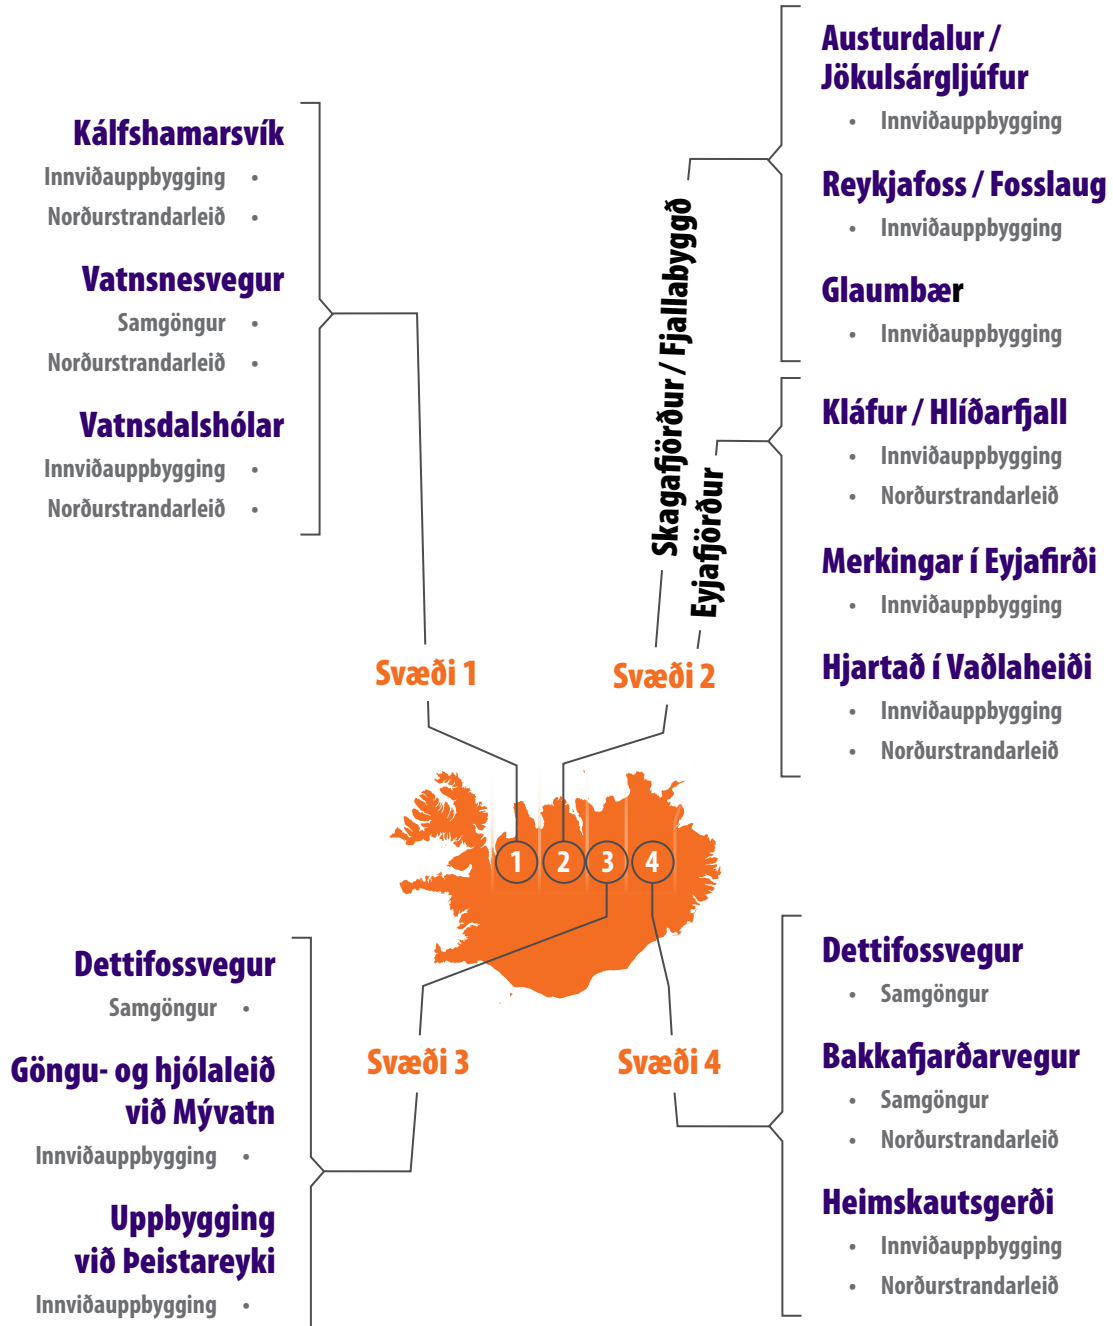 Kálfshamarsvík
Innviðauppbygging •
Norðurstrandarleið •
Vatnsnesvegur
Samgöngur •
Norðurstrandarleið •
Vatnsdalshólar
Innviðauppbygging •
Norðurstrandarleið •
Svæði 1
Skagafjörður / Fjallabyggð
Eyjafjörður
Svæði 2
Austurdalur /
Jökulsárgljúfur
• Innviðauppbygging
Reykjafoss / Fosslaug
• Innviðauppbygging
Glaumbær
• Innviðauppbygging
Kláfur / Hlíðarfjall
• Innviðauppbygging
• Norðurstrandarleið
Merkingar í Eyjafirði
• Innviðauppbygging
Hjartað í Vaðlaheiði
• Innviðauppbygging
• Norðurstrandarleið
1 2 3 4
Dettifossvegur
Samgöngur •
Göngu- og hjólaleið
við Mývatn
Innviðauppbygging •
Uppbygging
við Þeistareyki
Innviðauppbygging •
Svæði 3
Svæði 4
Dettifossvegur
• Samgöngur
Bakkafjarðarvegur
• Samgöngur
• Norðurstrandarleið
Heimskautsgerði
• Innviðauppbygging
• Norðurstrandarleið